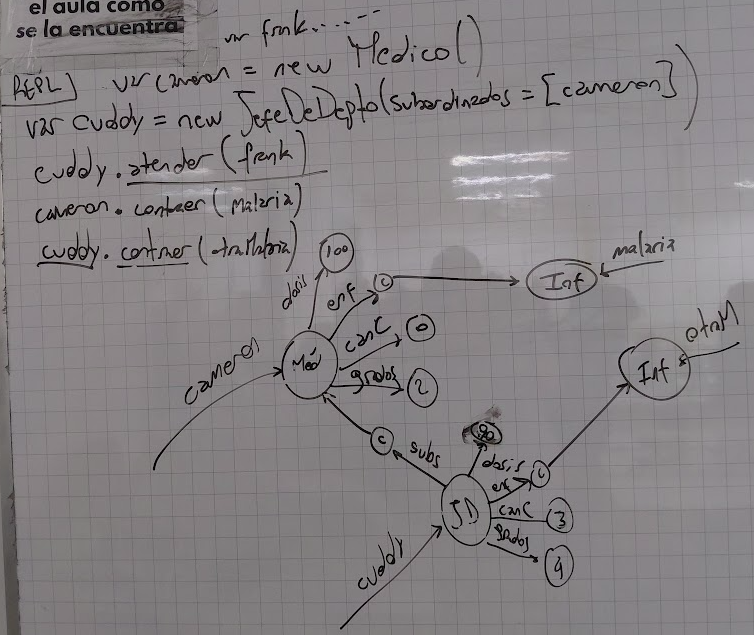 el aula como
se la encuentra
var frank......
REPL) var cameron = new Medico()
var cuddy = new JefeDeDepto(subordinados = [cameron])
cuddy.atender(frank)
cameron.contraer(malaria)
cuddy.contraer(otraMalaria)
100
dosis
enf
c
Inf
malaria
canC
0
cameron
Med
grados
2
otraM
Inf
c
subs
90
dosis
enf
c
JD
canC
3
grados
4
cuddy